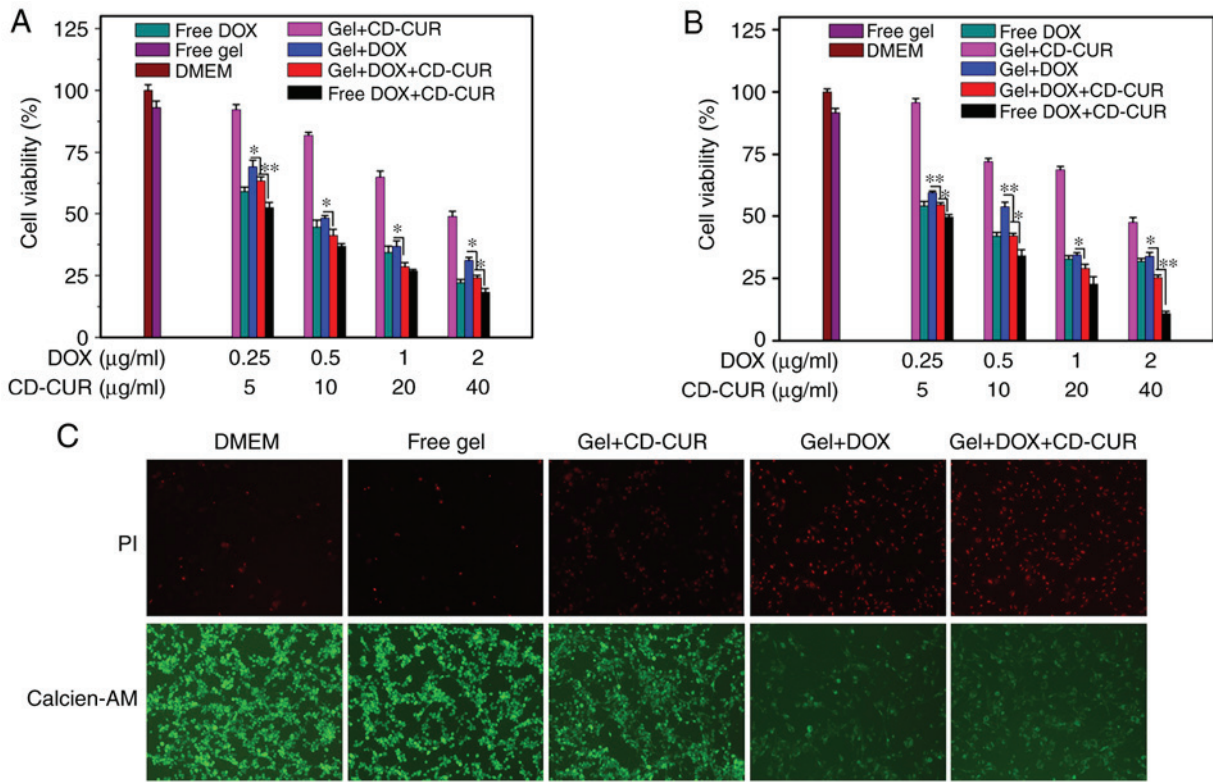 A
125
100
75
50
25
0
Cell viability (%)
Free DOX
Free gel
DMEM
Gel+CD-CUR
Gel+DOX
Gel+DOX+CD-CUR
Free DOX+CD-CUR
* **
*
*
* *
DOX (μg/ml) 0.25 0.5 1 2
CD-CUR (μg/ml) 5 10 20 40
B
125
100
75
50
25
0
Cell viability (%)
Free gel
DMEM
Free DOX
Gel+CD-CUR
Gel+DOX
Gel+DOX+CD-CUR
Free DOX+CD-CUR
** *
** *
*
* **
DOX (μg/ml) 0.25 0.5 1 2
CD-CUR (μg/ml) 5 10 20 40
C
DMEM Free gel Gel+CD-CUR Gel+DOX Gel+DOX+CD-CUR
PI
Calcien-AM